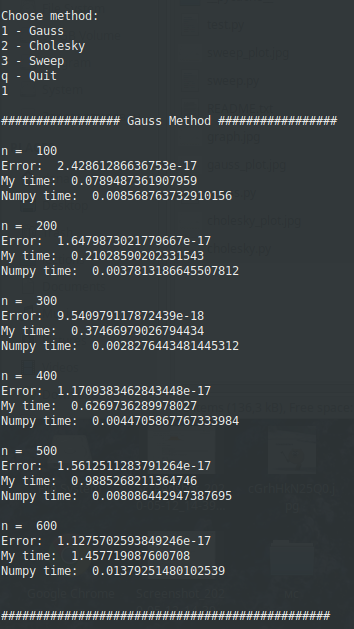 Choose method:
1 - Gauss
2 - Cholesky
3 - Sweep
q - Quit
1
################# Gauss Method #################
n =  100
Error:  2.42861286636753e-17
My time:  0.0789487361907959
Numpy time:  0.008568763732910156
n =  200
Error:  1.6479873021779667e-17
My time:  0.21028590202331543
Numpy time:  0.0037813186645507812
n =  300
Error:  9.540979117872439e-18
My time:  0.37466979026794434
Numpy time:  0.0028276443481445312
n =  400
Error:  1.1709383462843448e-17
My time:  0.6269736289978027
Numpy time:  0.0044705867767333984
n =  500
Error:  1.5612511283791264e-17
My time:  0.9885268211364746
Numpy time:  0.008086442947387695
n =  600
Error:  1.1275702593849246e-17
My time:  1.457719087600708
Numpy time:  0.01379251480102539
###############################################